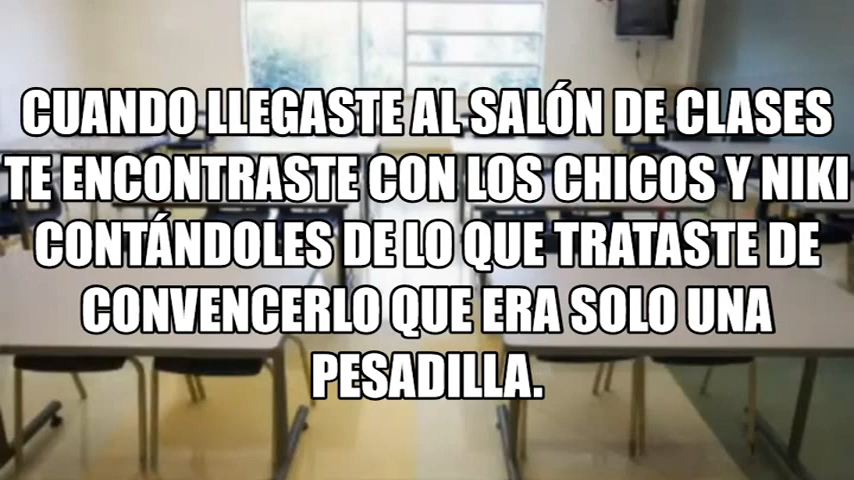 CUANDO LLEGASTE AL SALÓN DE CLASES
TE ENCONTRASTE CON LOS CHICOS Y NIKI
CONTÁNDOLES DE LO QUE TRATASTE DE
CONVENCERLO QUE ERA SOLO UNA
PESADILLA.